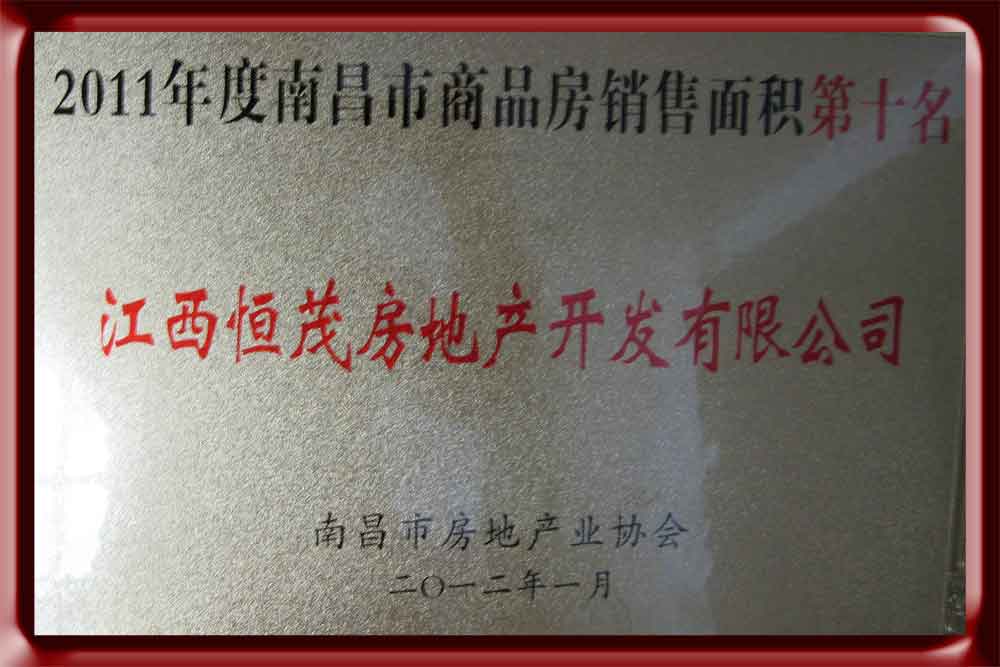 2011年度南昌市商品房销售面积第十名
江西恒茂房地产开发有限公司
南昌市房地产业协会
二〇一二年一月